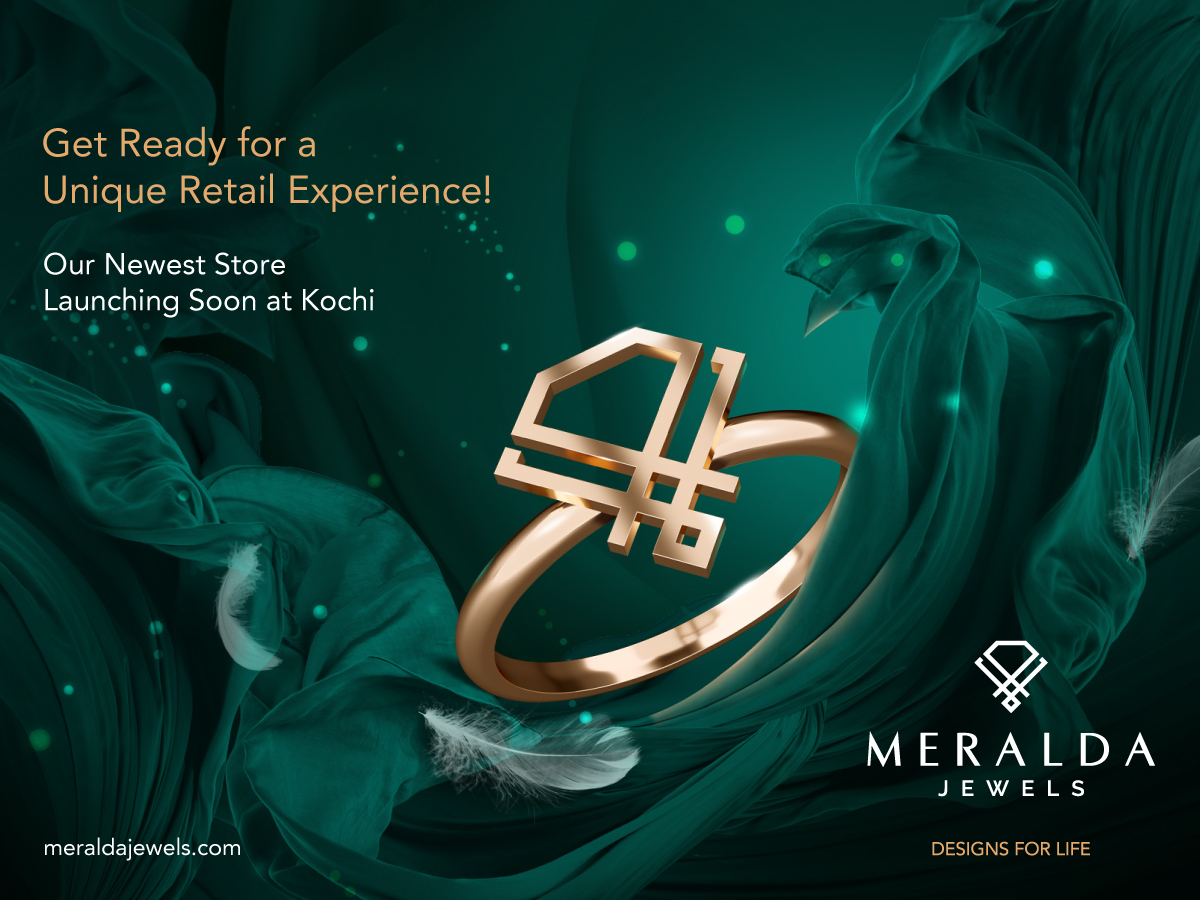 Get Ready for a
Unique Retail Experience!
Our Newest Store
Launching Soon at Kochi
MERALDA
JEWELS
meraldajewels.com
DESIGNS FOR LIFE